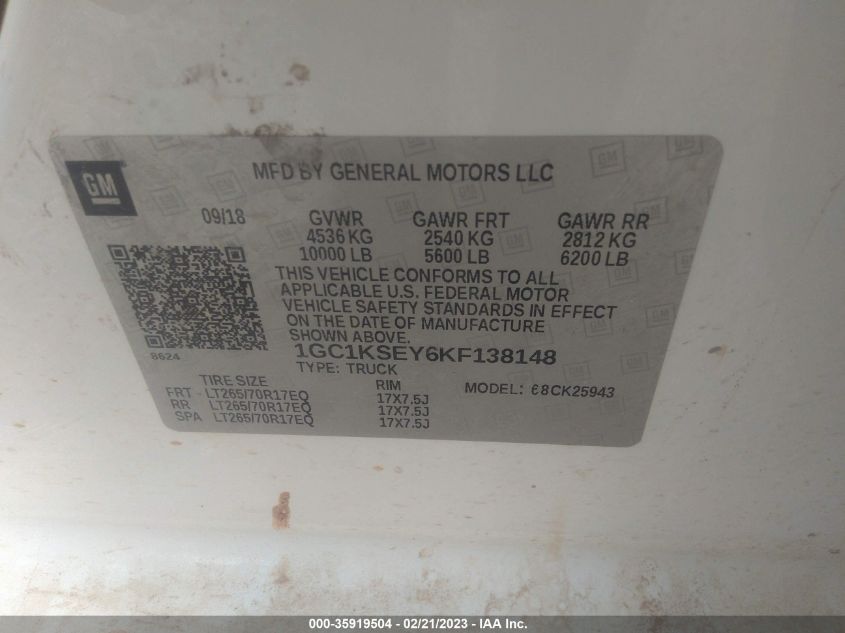 GM
MFD BY GENERAL MOTORS LLC
09/18 GVWR GAWR FRT GAWR RR
4536 KG 2540 KG 2812 KG
10000 LB 5600 LB 6200 LB
THIS VEHICLE CONFORMS TO ALL
APPLICABLE U.S. FEDERAL MOTOR
VEHICLE SAFETY STANDARDS IN EFFECT
ON THE DATE OF MANUFACTURE
SHOWN ABOVE.
8624
1GC1KSEY6KF138148
TYPE: TRUCK
TIRE SIZE RIM MODEL: 68CK25943
FRT - LT265/70R17EQ 17X7.5J
RR LT265/70R17EQ 17X7.5J
SPA LT265/70R17EQ 17X7.5J
000-35919504 - 02/21/2023 - IAA Inc.